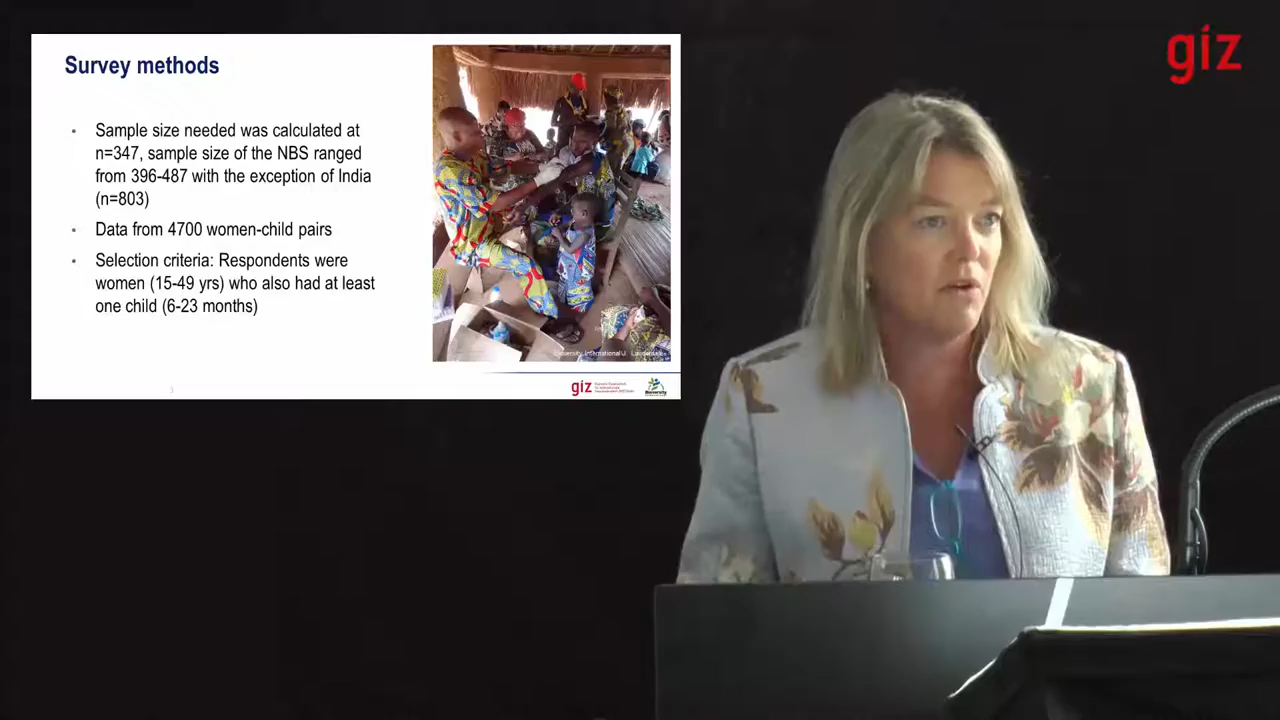 giz
Survey methods
• Sample size needed was calculated at
n=347, sample size of the NBS ranged
from 396-487 with the exception of India
(n=803)
• Data from 4700 women-child pairs
• Selection criteria: Respondents were
women (15-49 yrs) who also had at least
one child (6-23 months)
3
giz